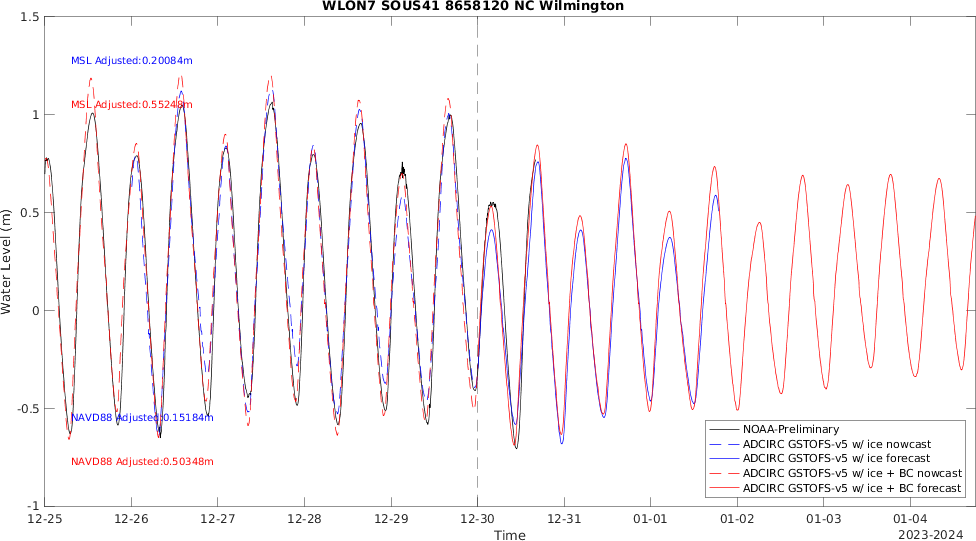 WLON7 SOUS41 8658120 NC Wilmington
1.5
1
0.5
0
-0.5
-1
Water Level (m)
MSL Adjusted:0.20084m
MSL Adjusted:0.55248m
NAVD88 Adjusted:0.15184m
NAVD88 Adjusted:0.50348m
NOAA-Preliminary
ADCIRC GSTOFS-v5 w/ ice nowcast
ADCIRC GSTOFS-v5 w/ ice forecast
ADCIRC GSTOFS-v5 w/ ice + BC nowcast
ADCIRC GSTOFS-v5 w/ ice + BC forecast
12-25 12-26 12-27 12-28 12-29 12-30 12-31 01-01 01-02 01-03 01-04
Time
2023-2024